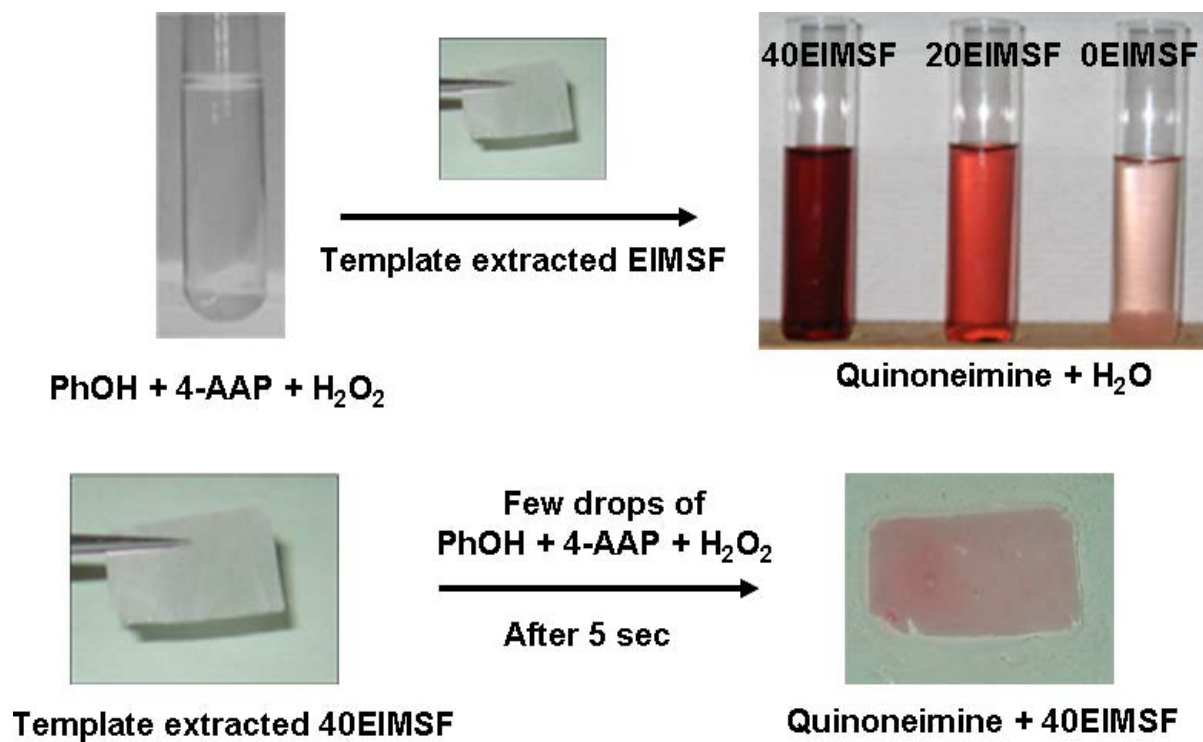 40EIMSF 20EIMSF 0EIMSF
Template extracted EIMSF
PhOH + 4-AAP + H₂O₂
Quinoneimine + H₂O
Few drops of
PhOH + 4-AAP + H₂O₂
After 5 sec
Template extracted 40EIMSF
Quinoneimine + 40EIMSF